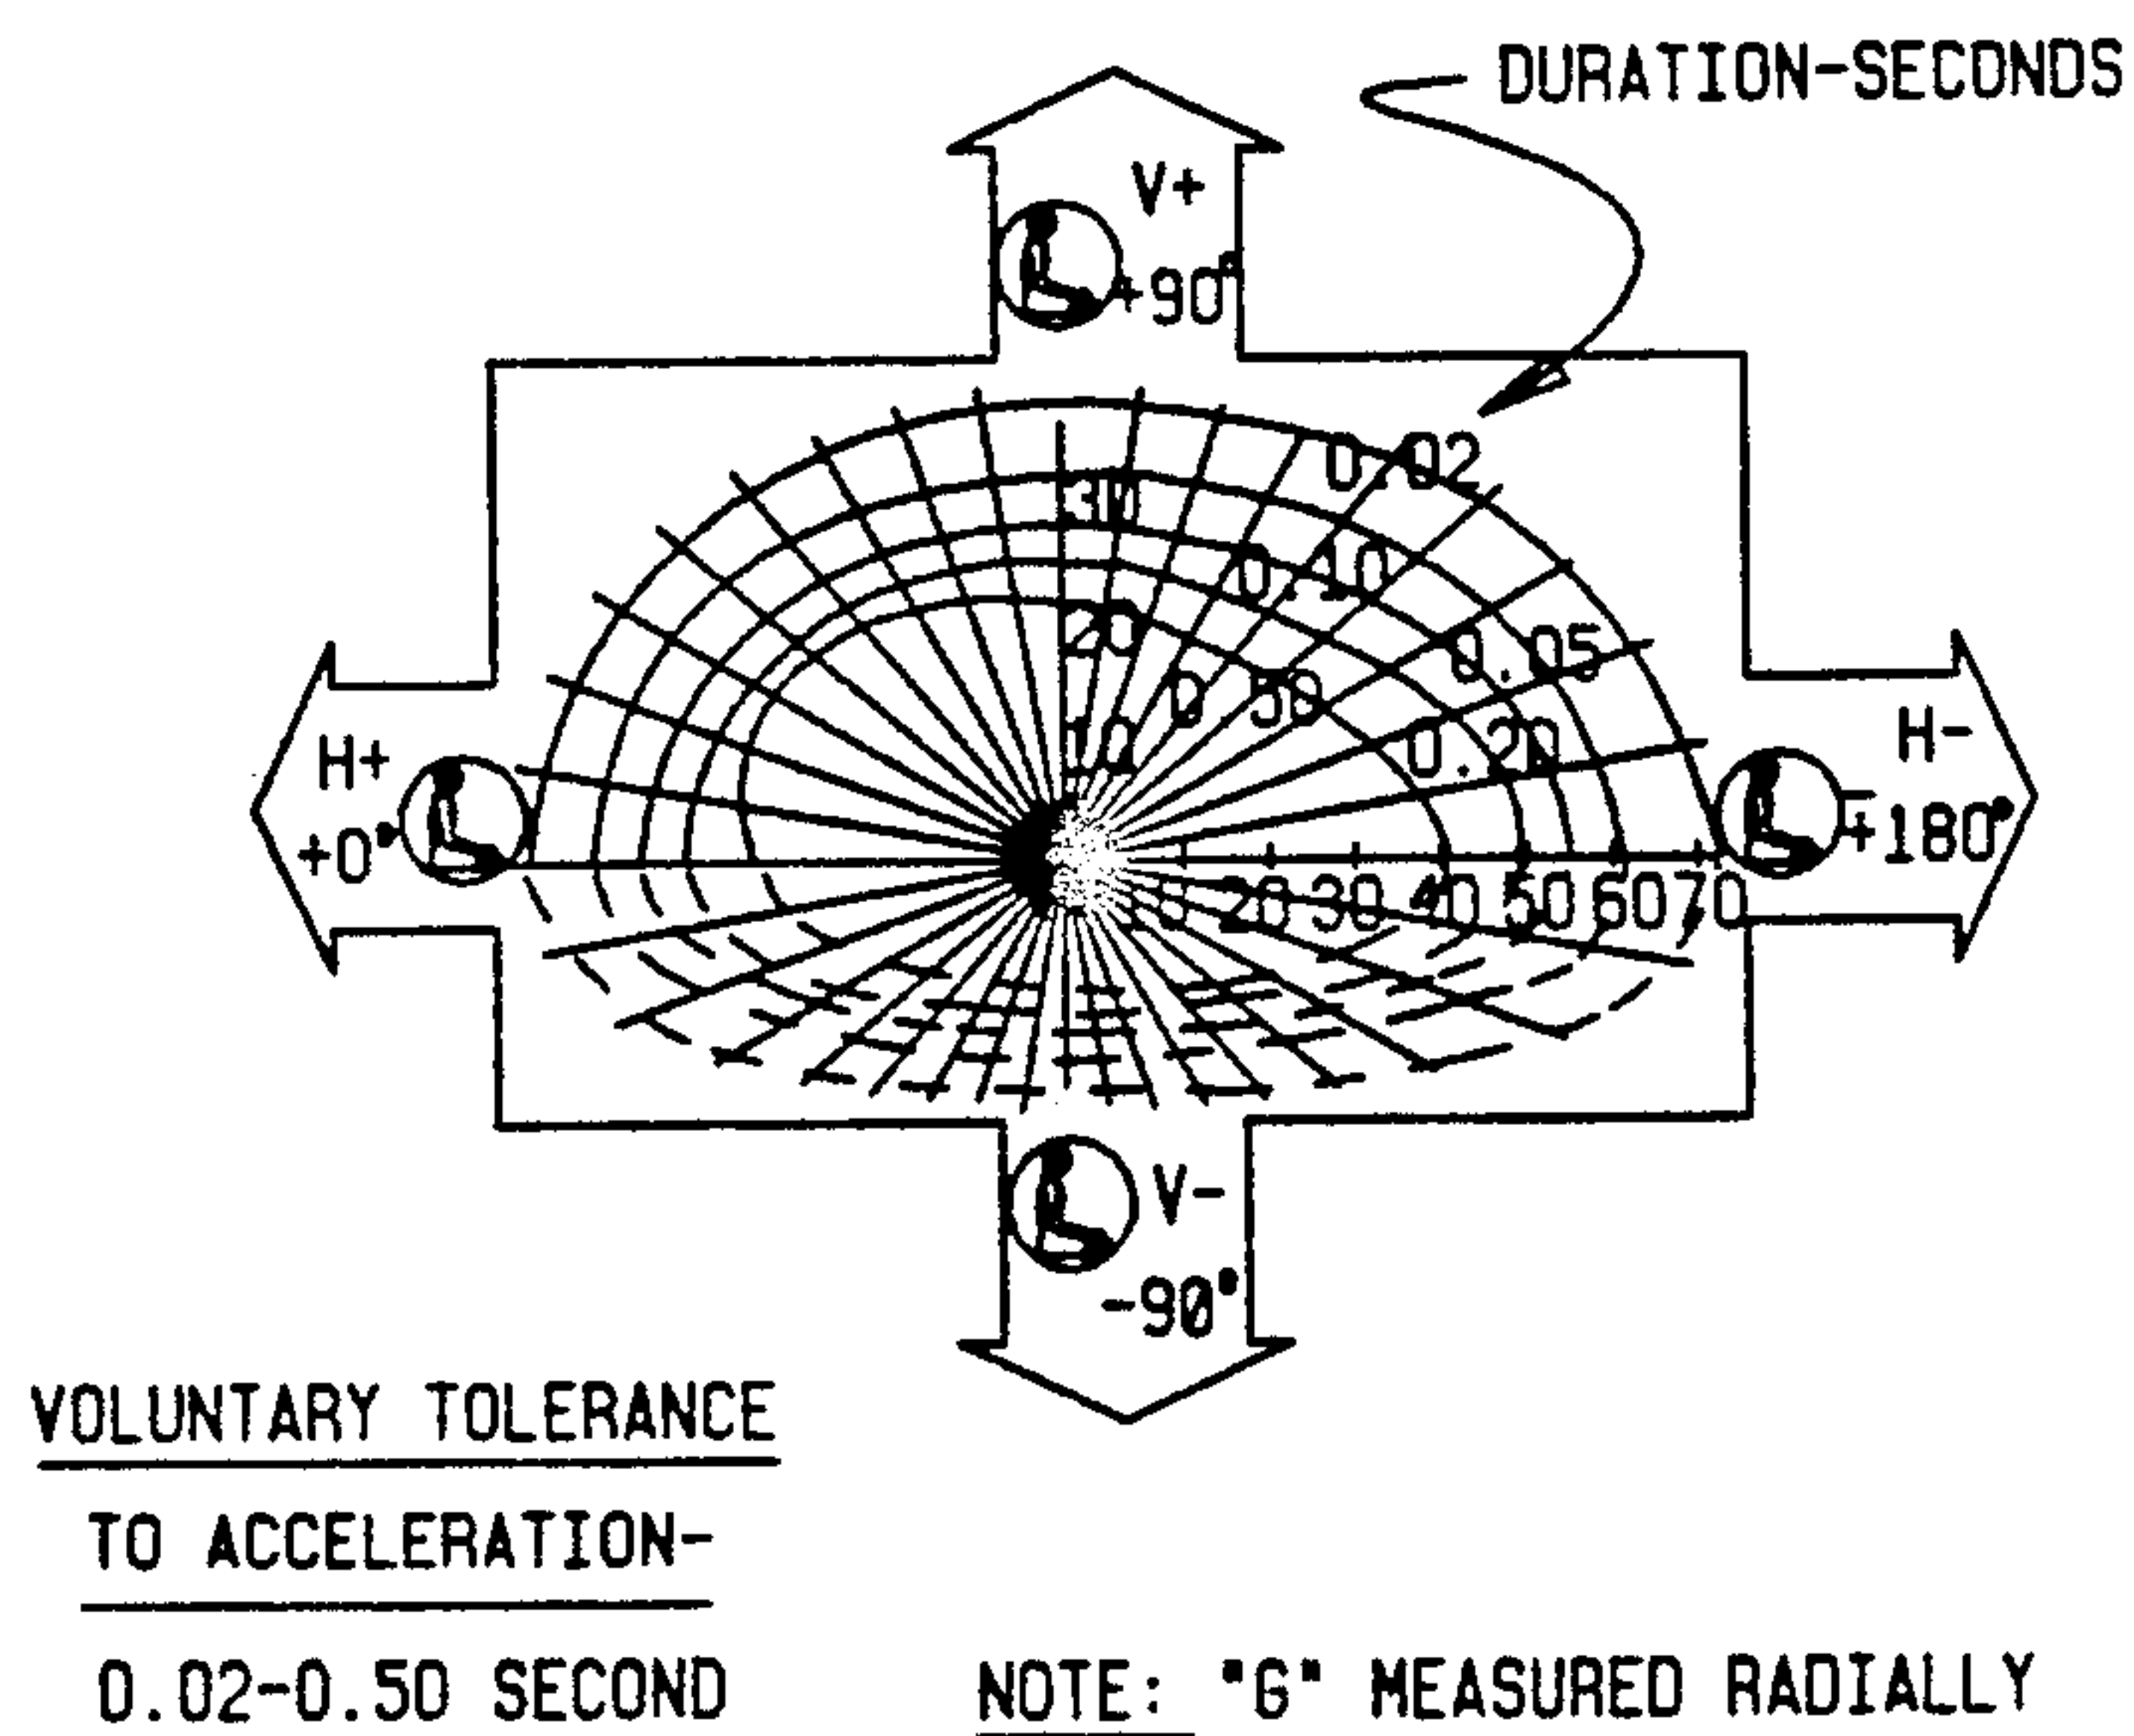 DURATION-SECONDS
V+
+90°
0.02
30
0.10
20
0.05
0.50
10
0.20
H+
+0°
H-
±180°
20 30 40 50 60 70
V-
-90°
VOLUNTARY TOLERANCE
TO ACCELERATION-
0.02-0.50 SECOND
NOTE: "G" MEASURED RADIALLY